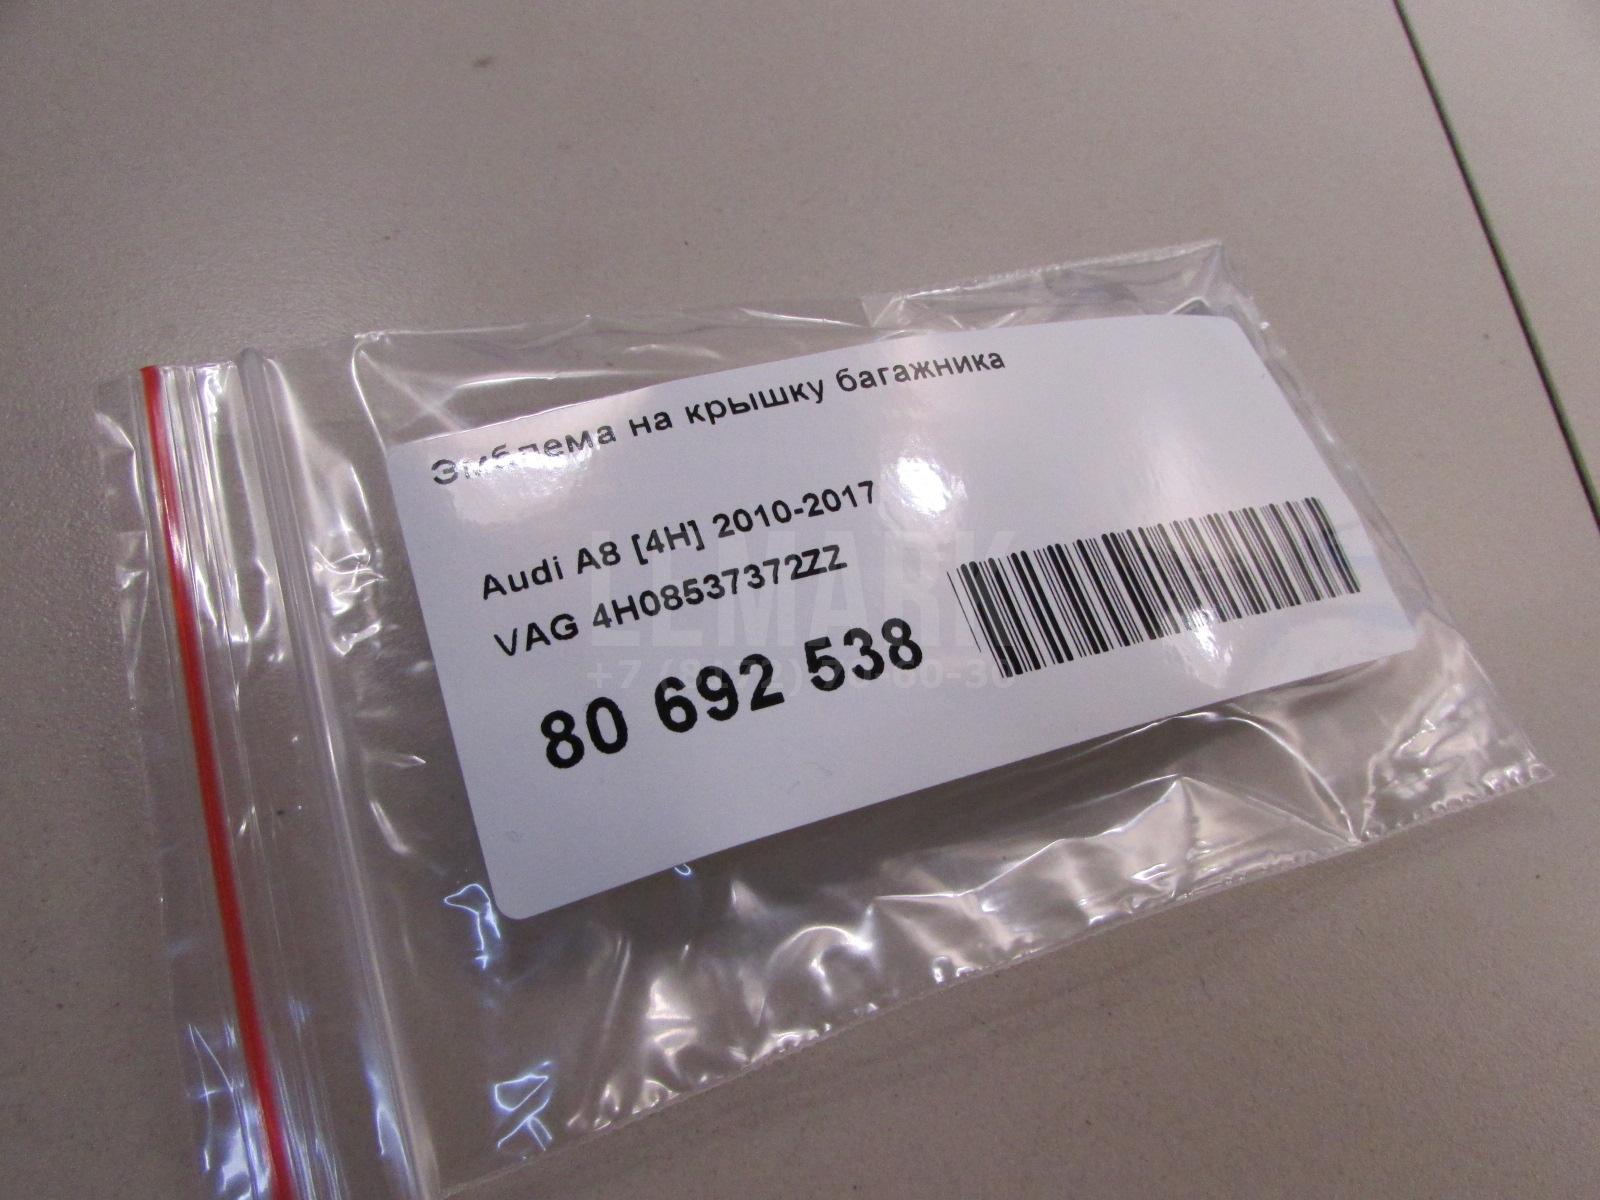 Эмблема на крышку багажника
Audi A8 [4H] 2010-2017
VAG 4H08537372ZZ
80 692 538
LEMARK